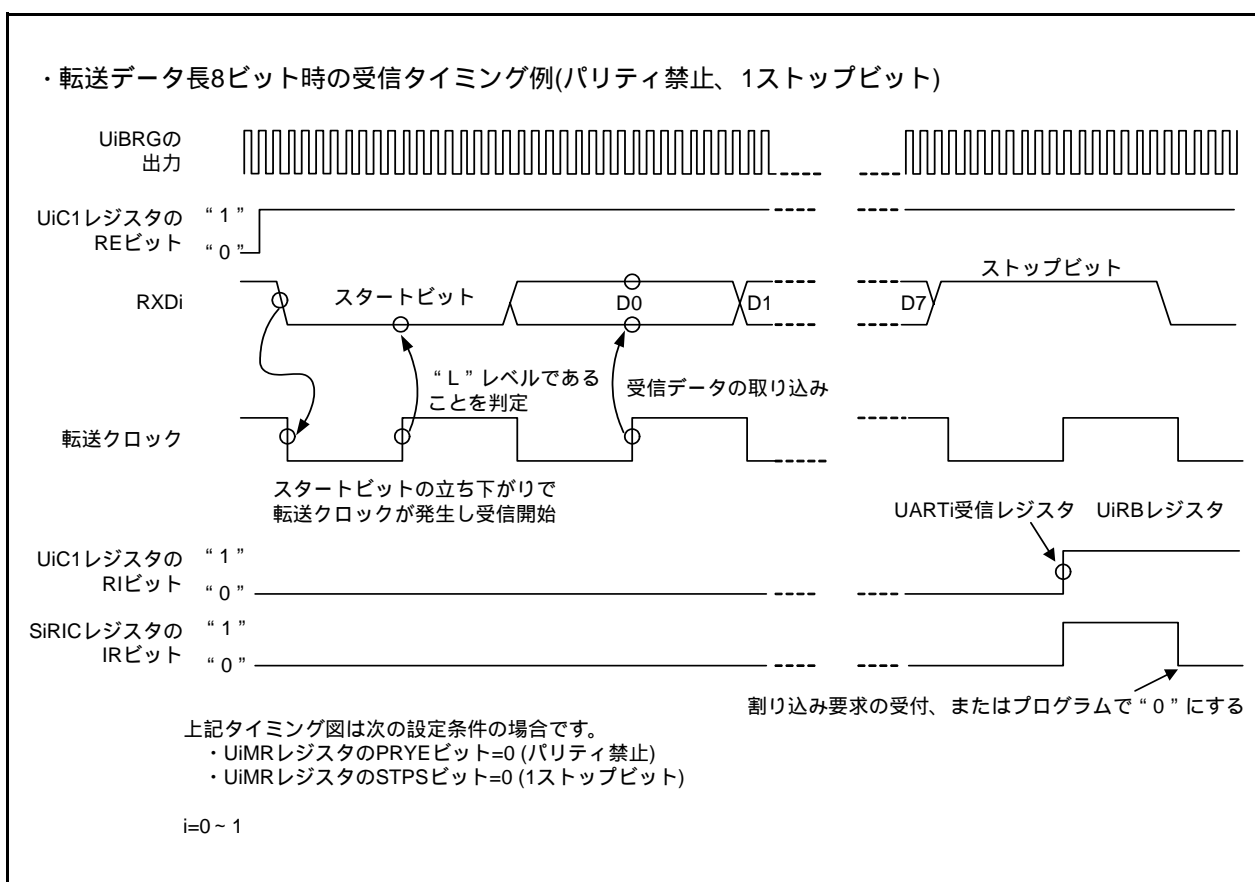 ・転送データ長8ビット時の受信タイミング例(パリティ禁止、1ストップビット)
UiBRGの
出力
UiC1レジスタの
REビット
“ 1 ”
“ 0 ”
RXDi
スタートビット
D0
D1
D7
ストップビット
“ L ” レベルである
ことを判定
受信データの取り込み
転送クロック
スタートビットの立ち下がりで
転送クロックが発生し受信開始
UARTi受信レジスタ UiRBレジスタ
UiC1レジスタの
RIビット
“ 1 ”
“ 0 ”
SiRICレジスタの
IRビット
“ 1 ”
“ 0 ”
割り込み要求の受付、またはプログラムで “ 0 ” にする
上記タイミング図は次の設定条件の場合です。
・UiMRレジスタのPRYEビット=0 (パリティ禁止)
・UiMRレジスタのSTPSビット=0 (1ストップビット)
i=0~1